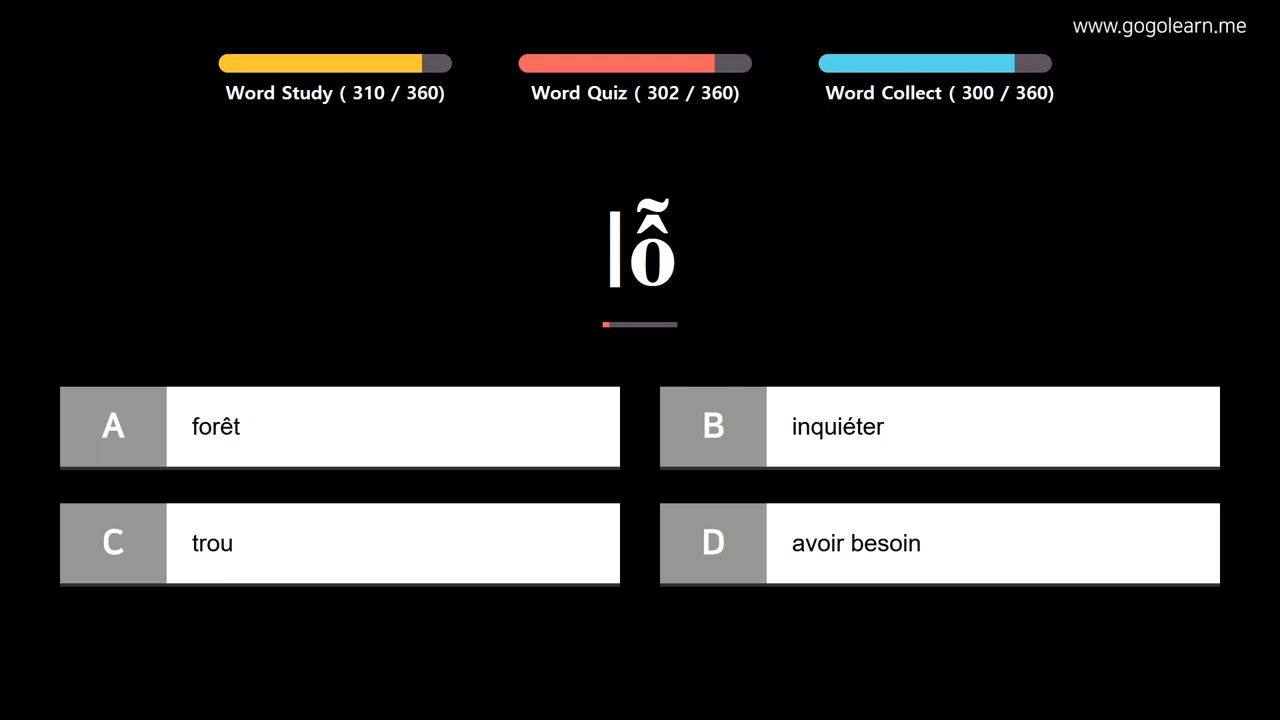 www.gogolearn.me
Word Study ( 310 / 360)
Word Quiz ( 302 / 360)
Word Collect ( 300 / 360)
lỗ
A forêt
B inquiéter
C trou
D avoir besoin